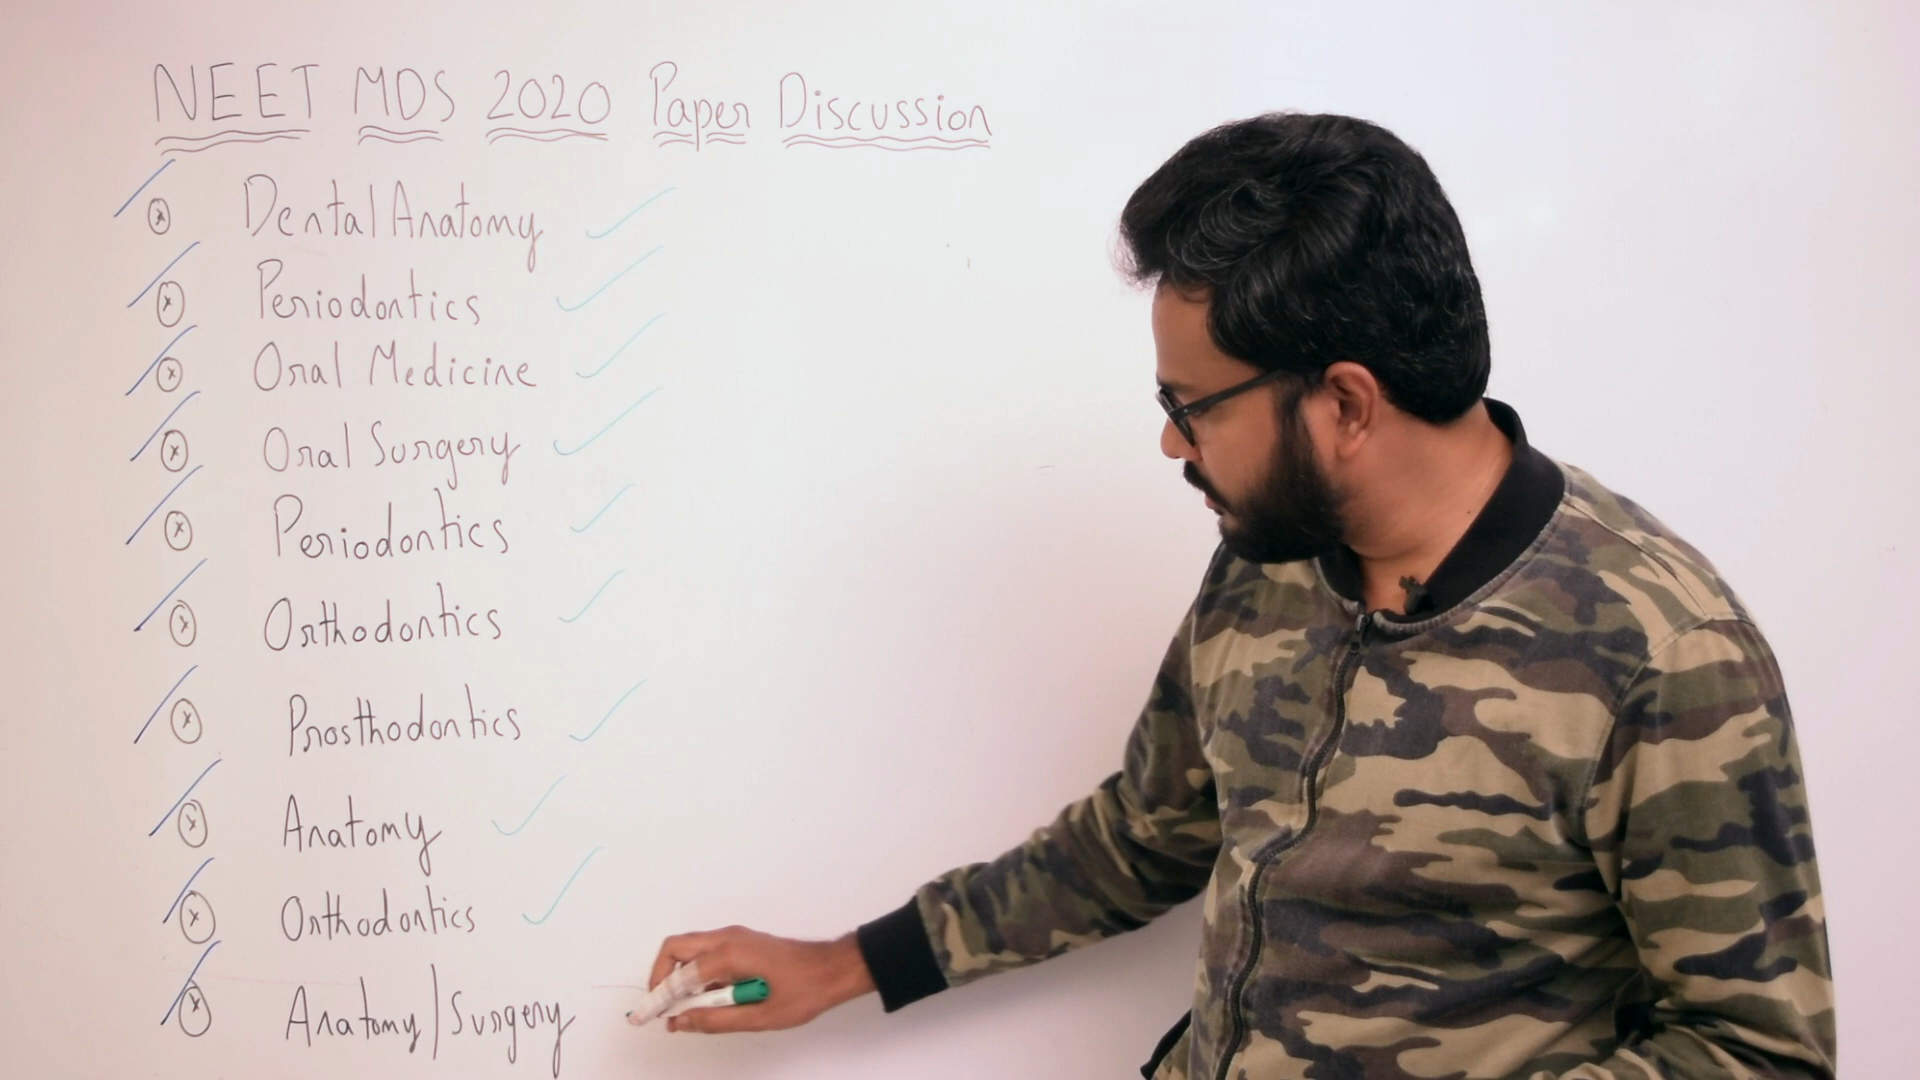 NEET MDS 2020 Paper Discussion
Dental Anatomy
Periodontics
Oral Medicine
Oral Surgery
Periodontics
Orthodontics
Prosthodontics
Anatomy
Orthodontics
Anatomy/Surgery